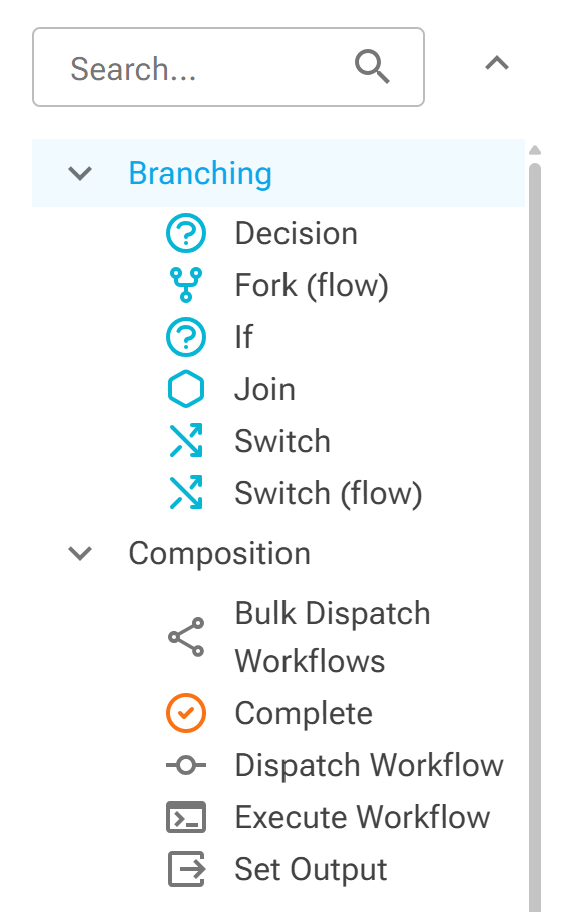 Search...
Branching
Decision
Fork (flow)
If
Join
Switch
Switch (flow)
Composition
Bulk Dispatch
Workflows
Complete
Dispatch Workflow
Execute Workflow
Set Output